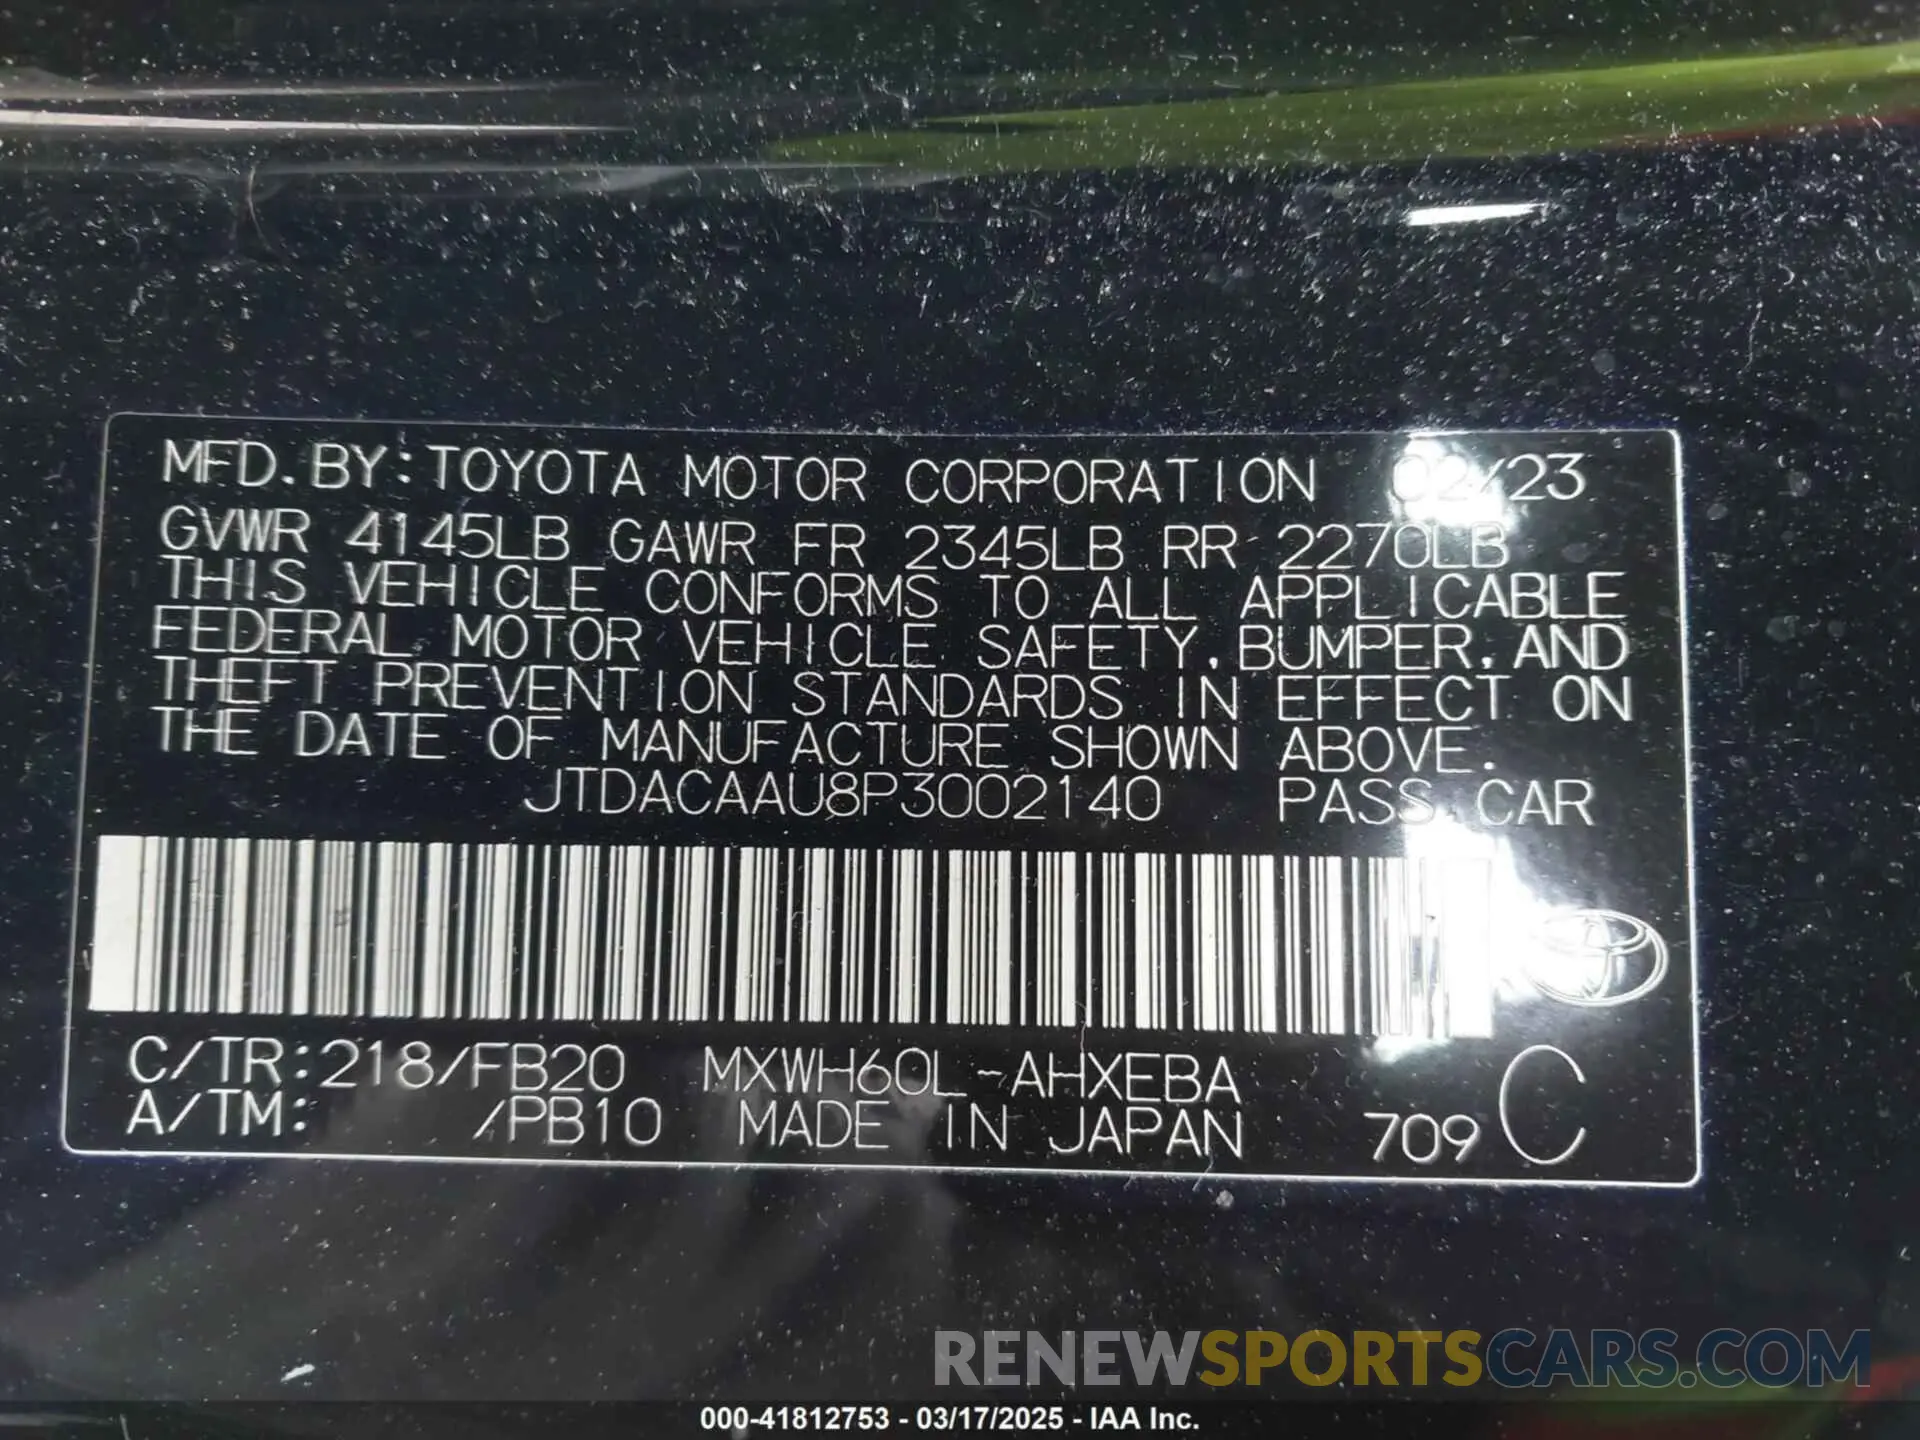 MFD.BY:TOYOTA MOTOR CORPORATION 02/23
GVWR 4145LB GAWR FR 2345LB RR 2270LB
THIS VEHICLE CONFORMS TO ALL APPLICABLE
FEDERAL MOTOR VEHICLE SAFETY, BUMPER, AND
THEFT PREVENTION STANDARDS IN EFFECT ON
THE DATE OF MANUFACTURE SHOWN ABOVE.
JTDACAAU8P3002140 PASS.CAR
C/TR:218/FB20 MXWH60L-AHXEBA
A/TM: /PB10 MADE IN JAPAN 709 C
RENEWSPORTSCARS.COM
000-41812753 - 03/17/2025 - IAA Inc.